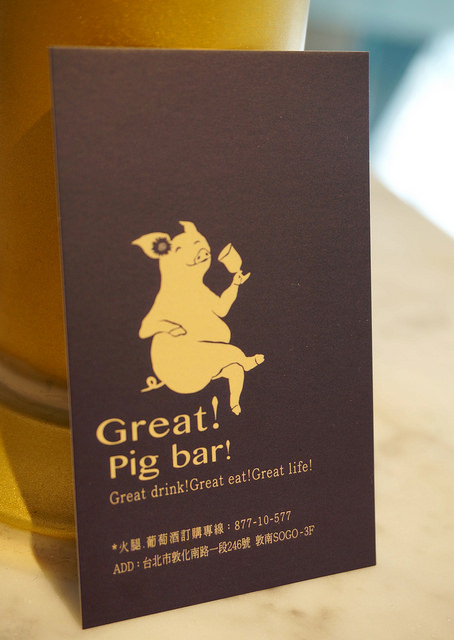 Great!
Pig bar!
Great drink!Great eat!Great life!
*火腿.葡萄酒訂購專線：877-10-577
ADD：台北市敦化南路一段246號 敦南SOGO-3F